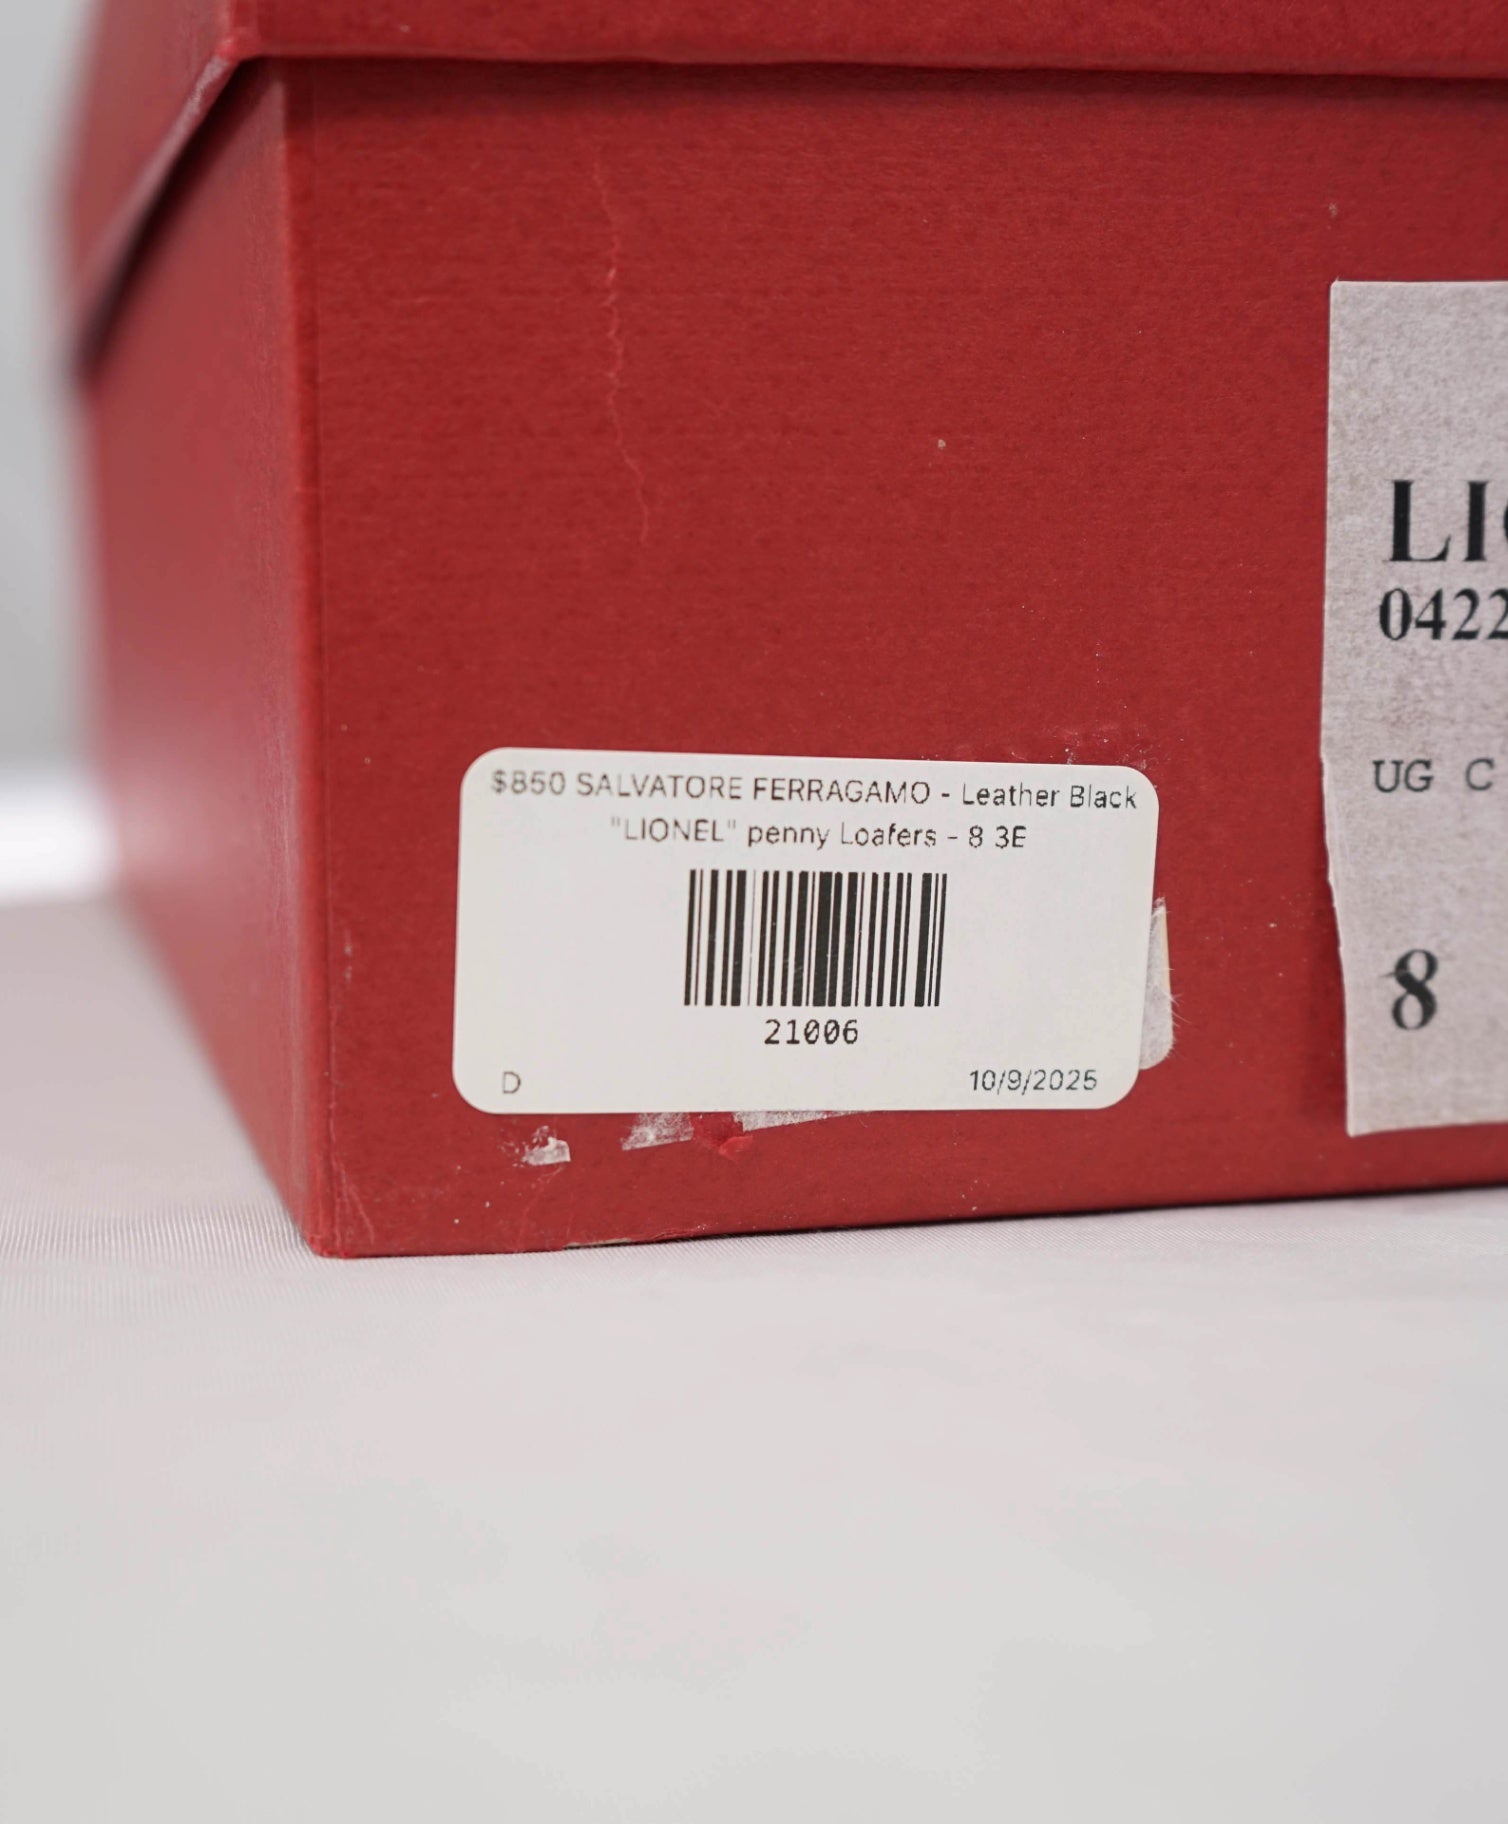 $850 SALVATORE FERRAGAMO - Leather Black
"LIONEL" penny Loafers - 8 3E
21006
D
10/9/2025
LI
0422
UG C
8